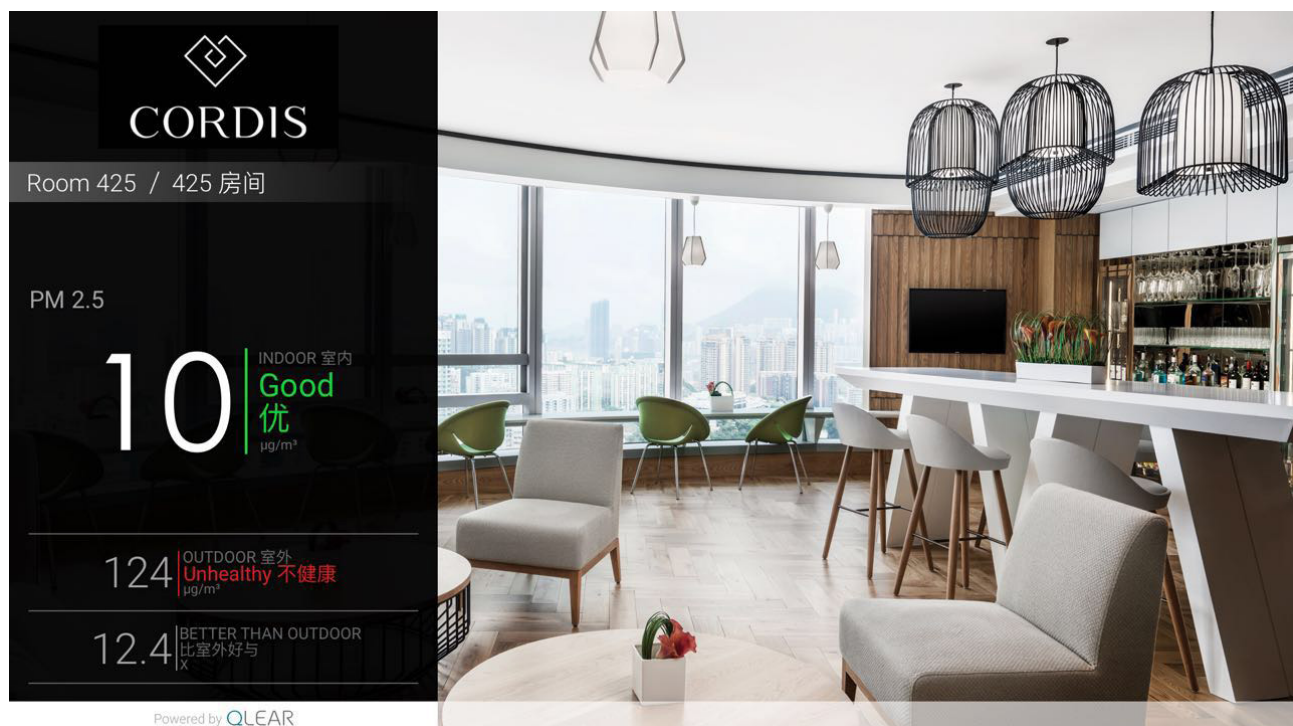 CORDIS
Room 425 / 425 房间
PM 2.5
10
INDOOR 室内
Good
优
μg/m³
124
OUTDOOR 室外
Unhealthy 不健康
μg/m³
12.4
BETTER THAN OUTDOOR
比室外好与
x
Powered by QLEAR